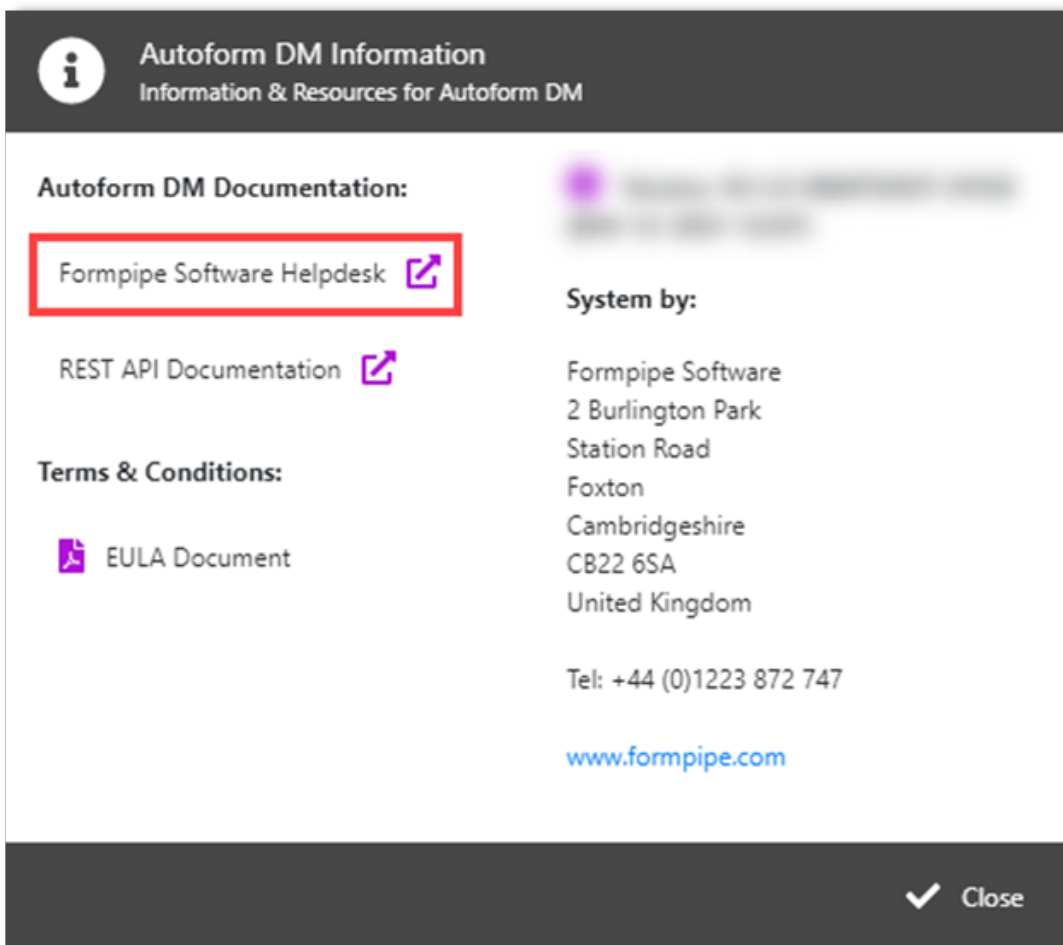 Autoform DM Information
Information & Resources for Autoform DM
Autoform DM Documentation:
Formpipe Software Helpdesk
REST API Documentation
Terms & Conditions:
EULA Document
System by:
Formpipe Software
2 Burlington Park
Station Road
Foxton
Cambridgeshire
CB22 6SA
United Kingdom
Tel: +44 (0)1223 872 747
www.formpipe.com
Close